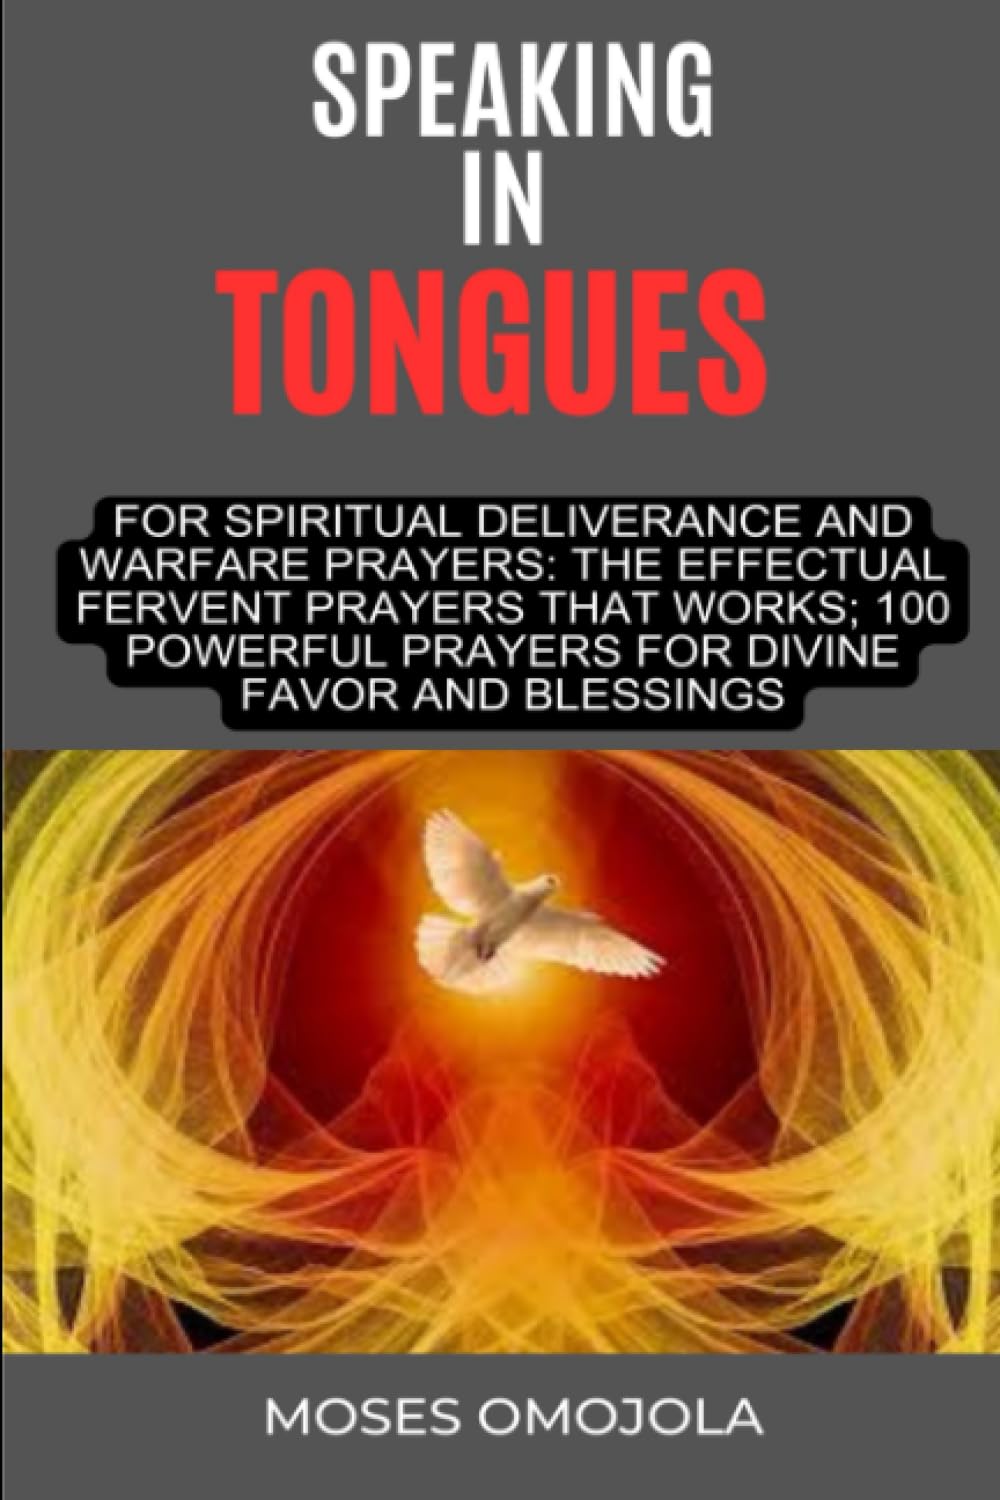 SPEAKING
IN
TONGUES
FOR SPIRITUAL DELIVERANCE AND
WARFARE PRAYERS: THE EFFECTUAL
FERVENT PRAYERS THAT WORKS; 100
POWERFUL PRAYERS FOR DIVINE
FAVOR AND BLESSINGS
MOSES OMOJOLA